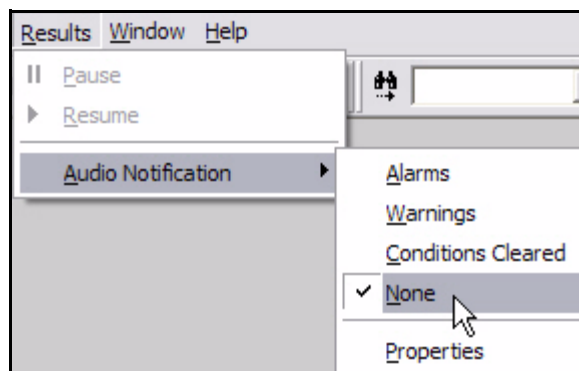 Results Window Help
Pause
Resume
Audio Notification
Alarms
Warnings
Conditions Cleared
None
Properties